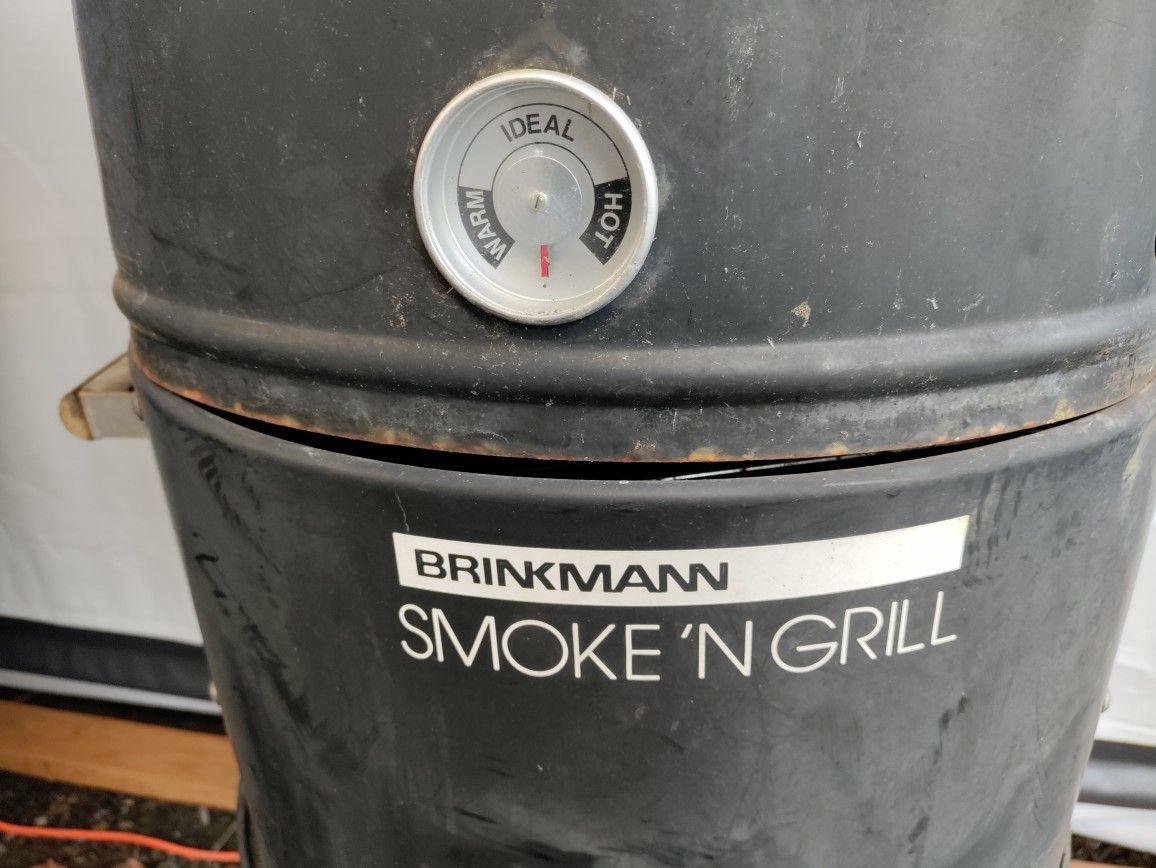 IDEAL
WARM
HOT
BRINKMANN
SMOKE 'N GRILL